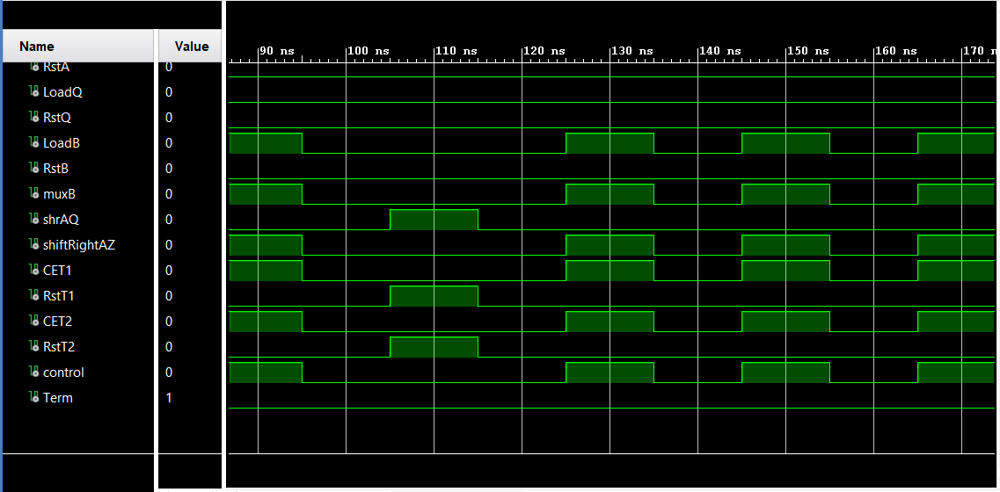 Name Value
90 ns 100 ns 110 ns 120 ns 130 ns 140 ns 150 ns 160 ns 170 n
RstA 0
LoadQ 0
RstQ 0
LoadB 0
RstB 0
muxB 0
shrAQ 0
shiftRightAZ 0
CET1 0
RstT1 0
CET2 0
RstT2 0
control 0
Term 1